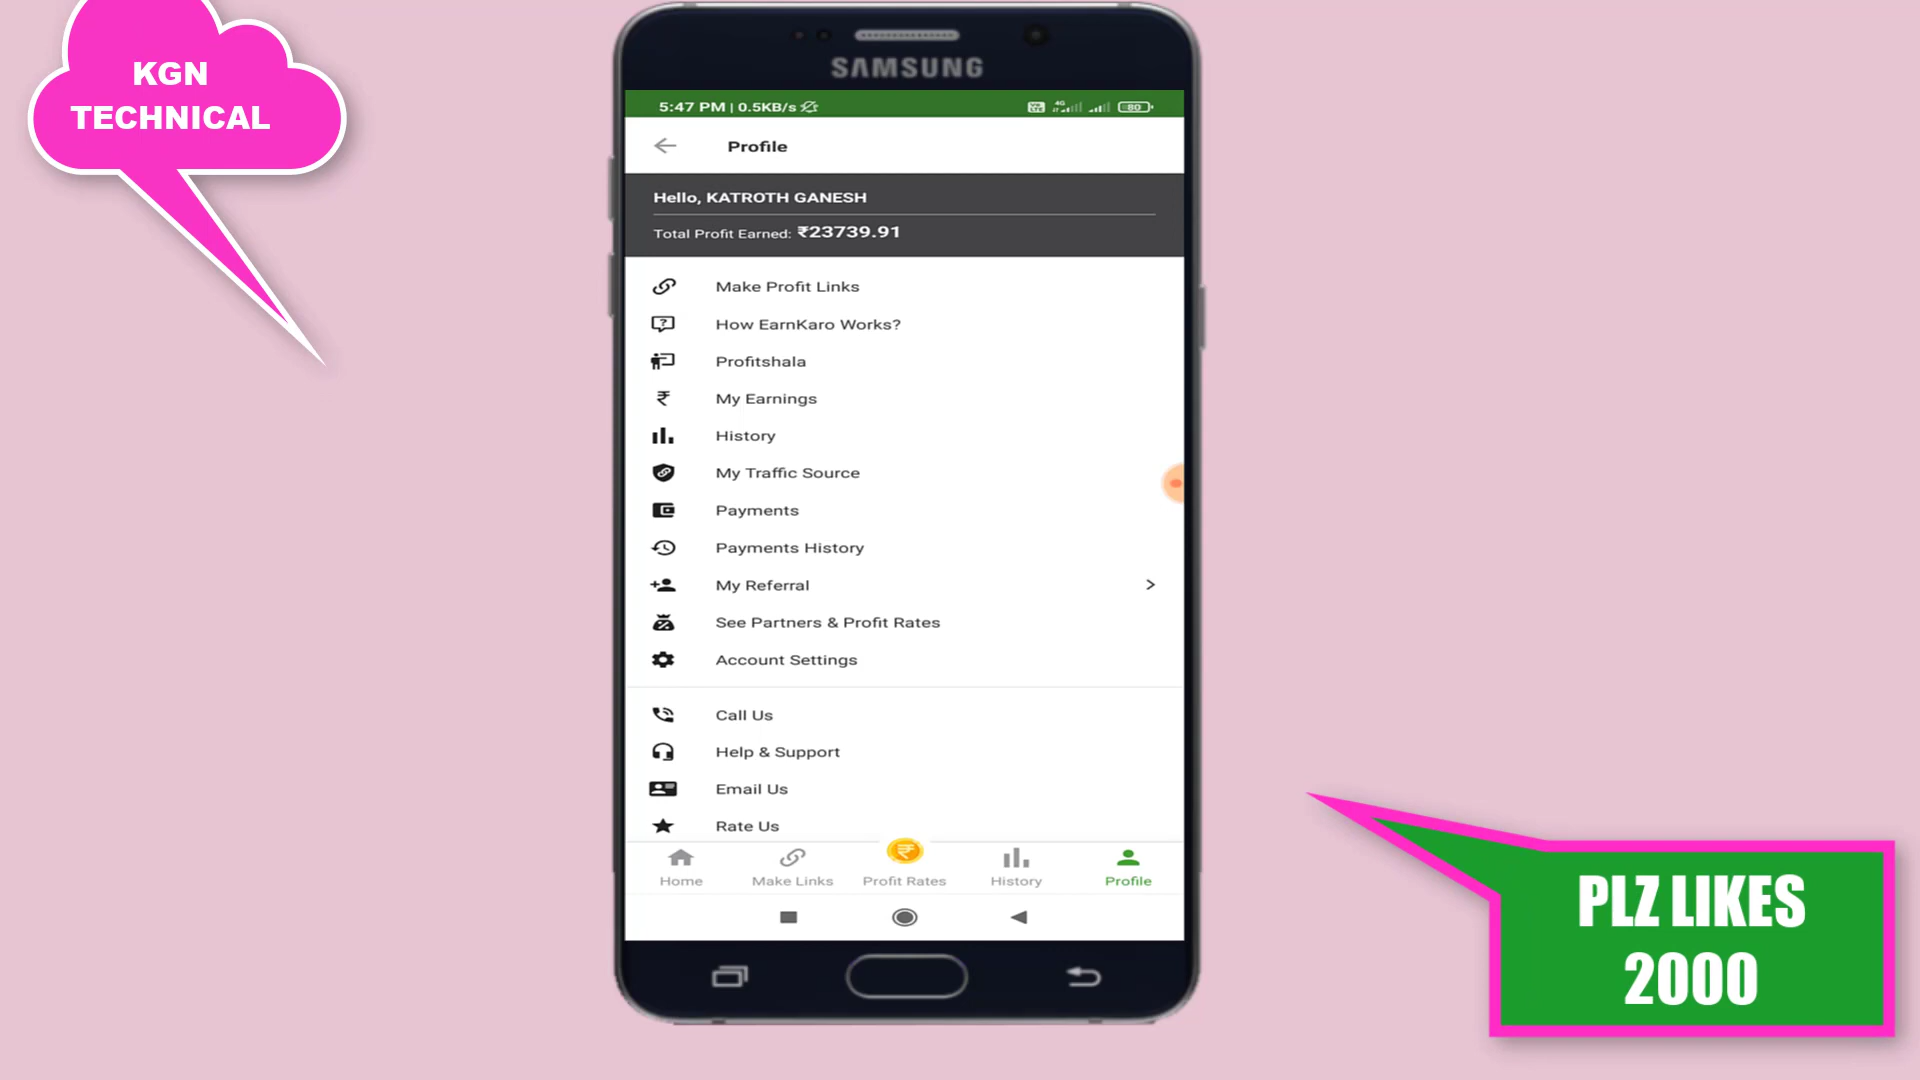 KGN
TECHNICAL
SAMSUNG
5:47 PM | 0.5KB/s
4G
80
Profile
Hello, KATROTH GANESH
Total Profit Earned: ₹23739.91
Make Profit Links
How EarnKaro Works?
Profitshala
My Earnings
History
My Traffic Source
Payments
Payments History
My Referral
See Partners & Profit Rates
Account Settings
Call Us
Help & Support
Email Us
Rate Us
Home
Make Links
Profit Rates
History
Profile
PLZ LIKES
2000